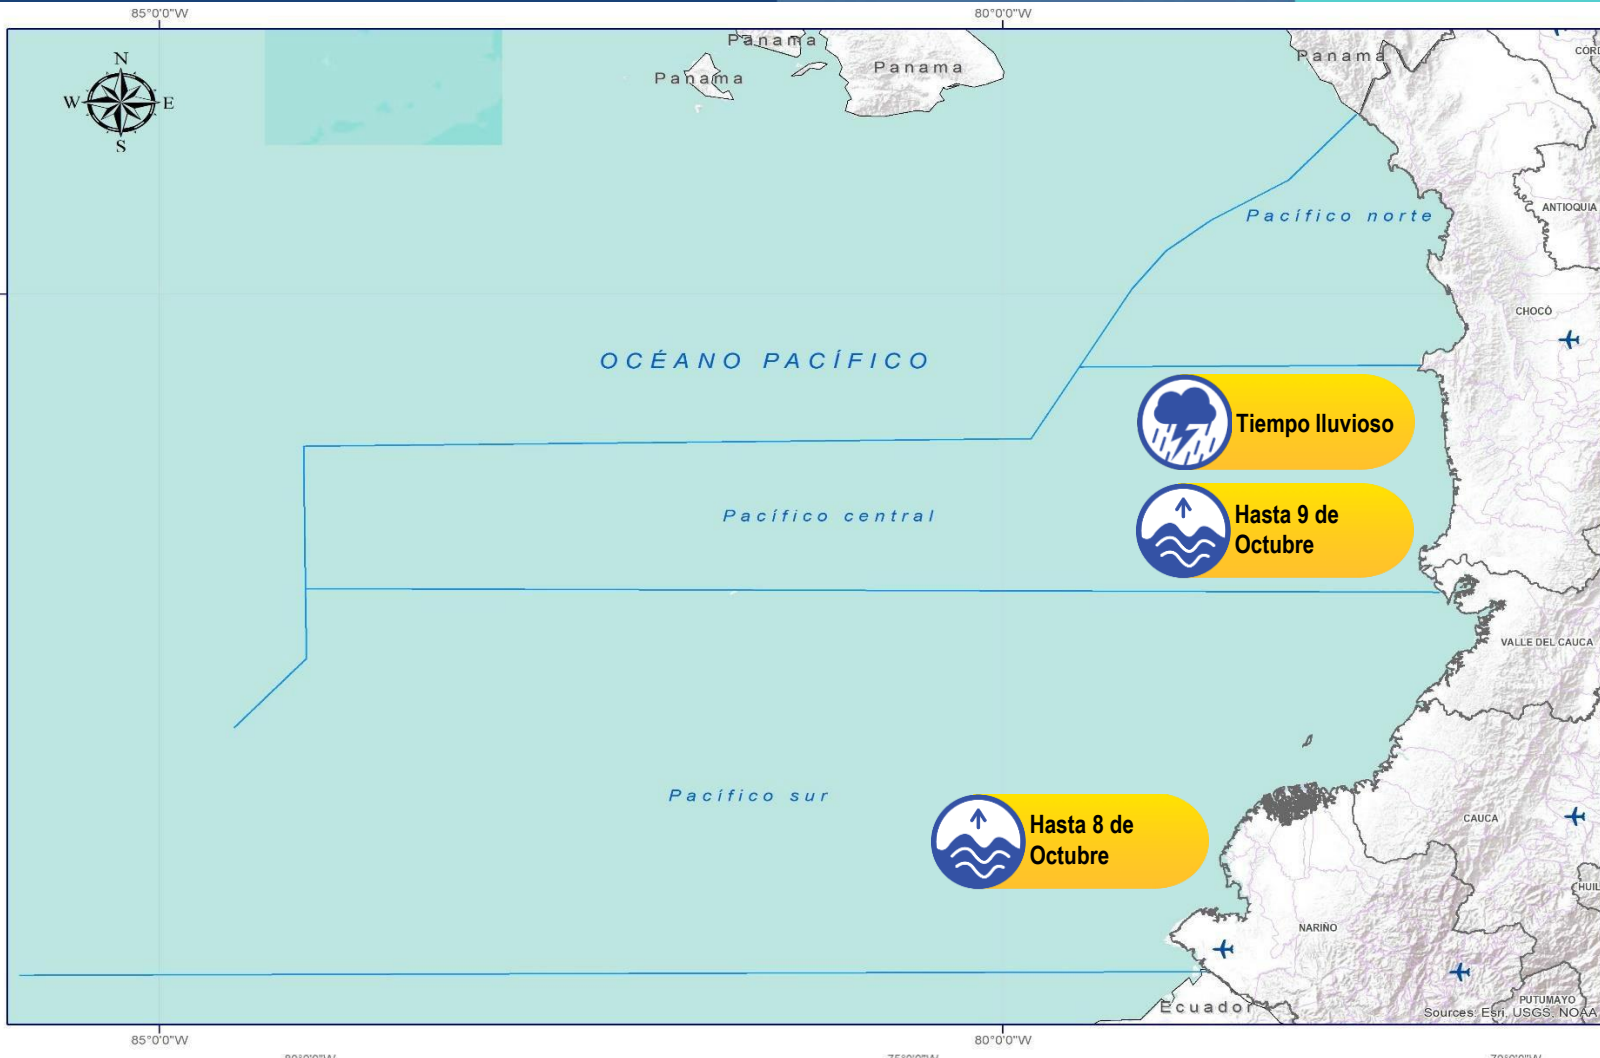 85°0'0"W
80°0'0"W
N
W
E
S
Panama
Panama
Panama
Panama
Pacífico norte
ANTIOQUIA
CHOCÓ
OCÉANO PACÍFICO
Tiempo lluvioso
Hasta 9 de
Octubre
Pacífico central
VALLE DEL CAUCA
Pacífico sur
Hasta 8 de
Octubre
CAUCA
HUIL
NARIÑO
PUTUMAYO
Ecuador
Sources: Esri, USGS, NOAA
85°0'0"W
80°0'0"W